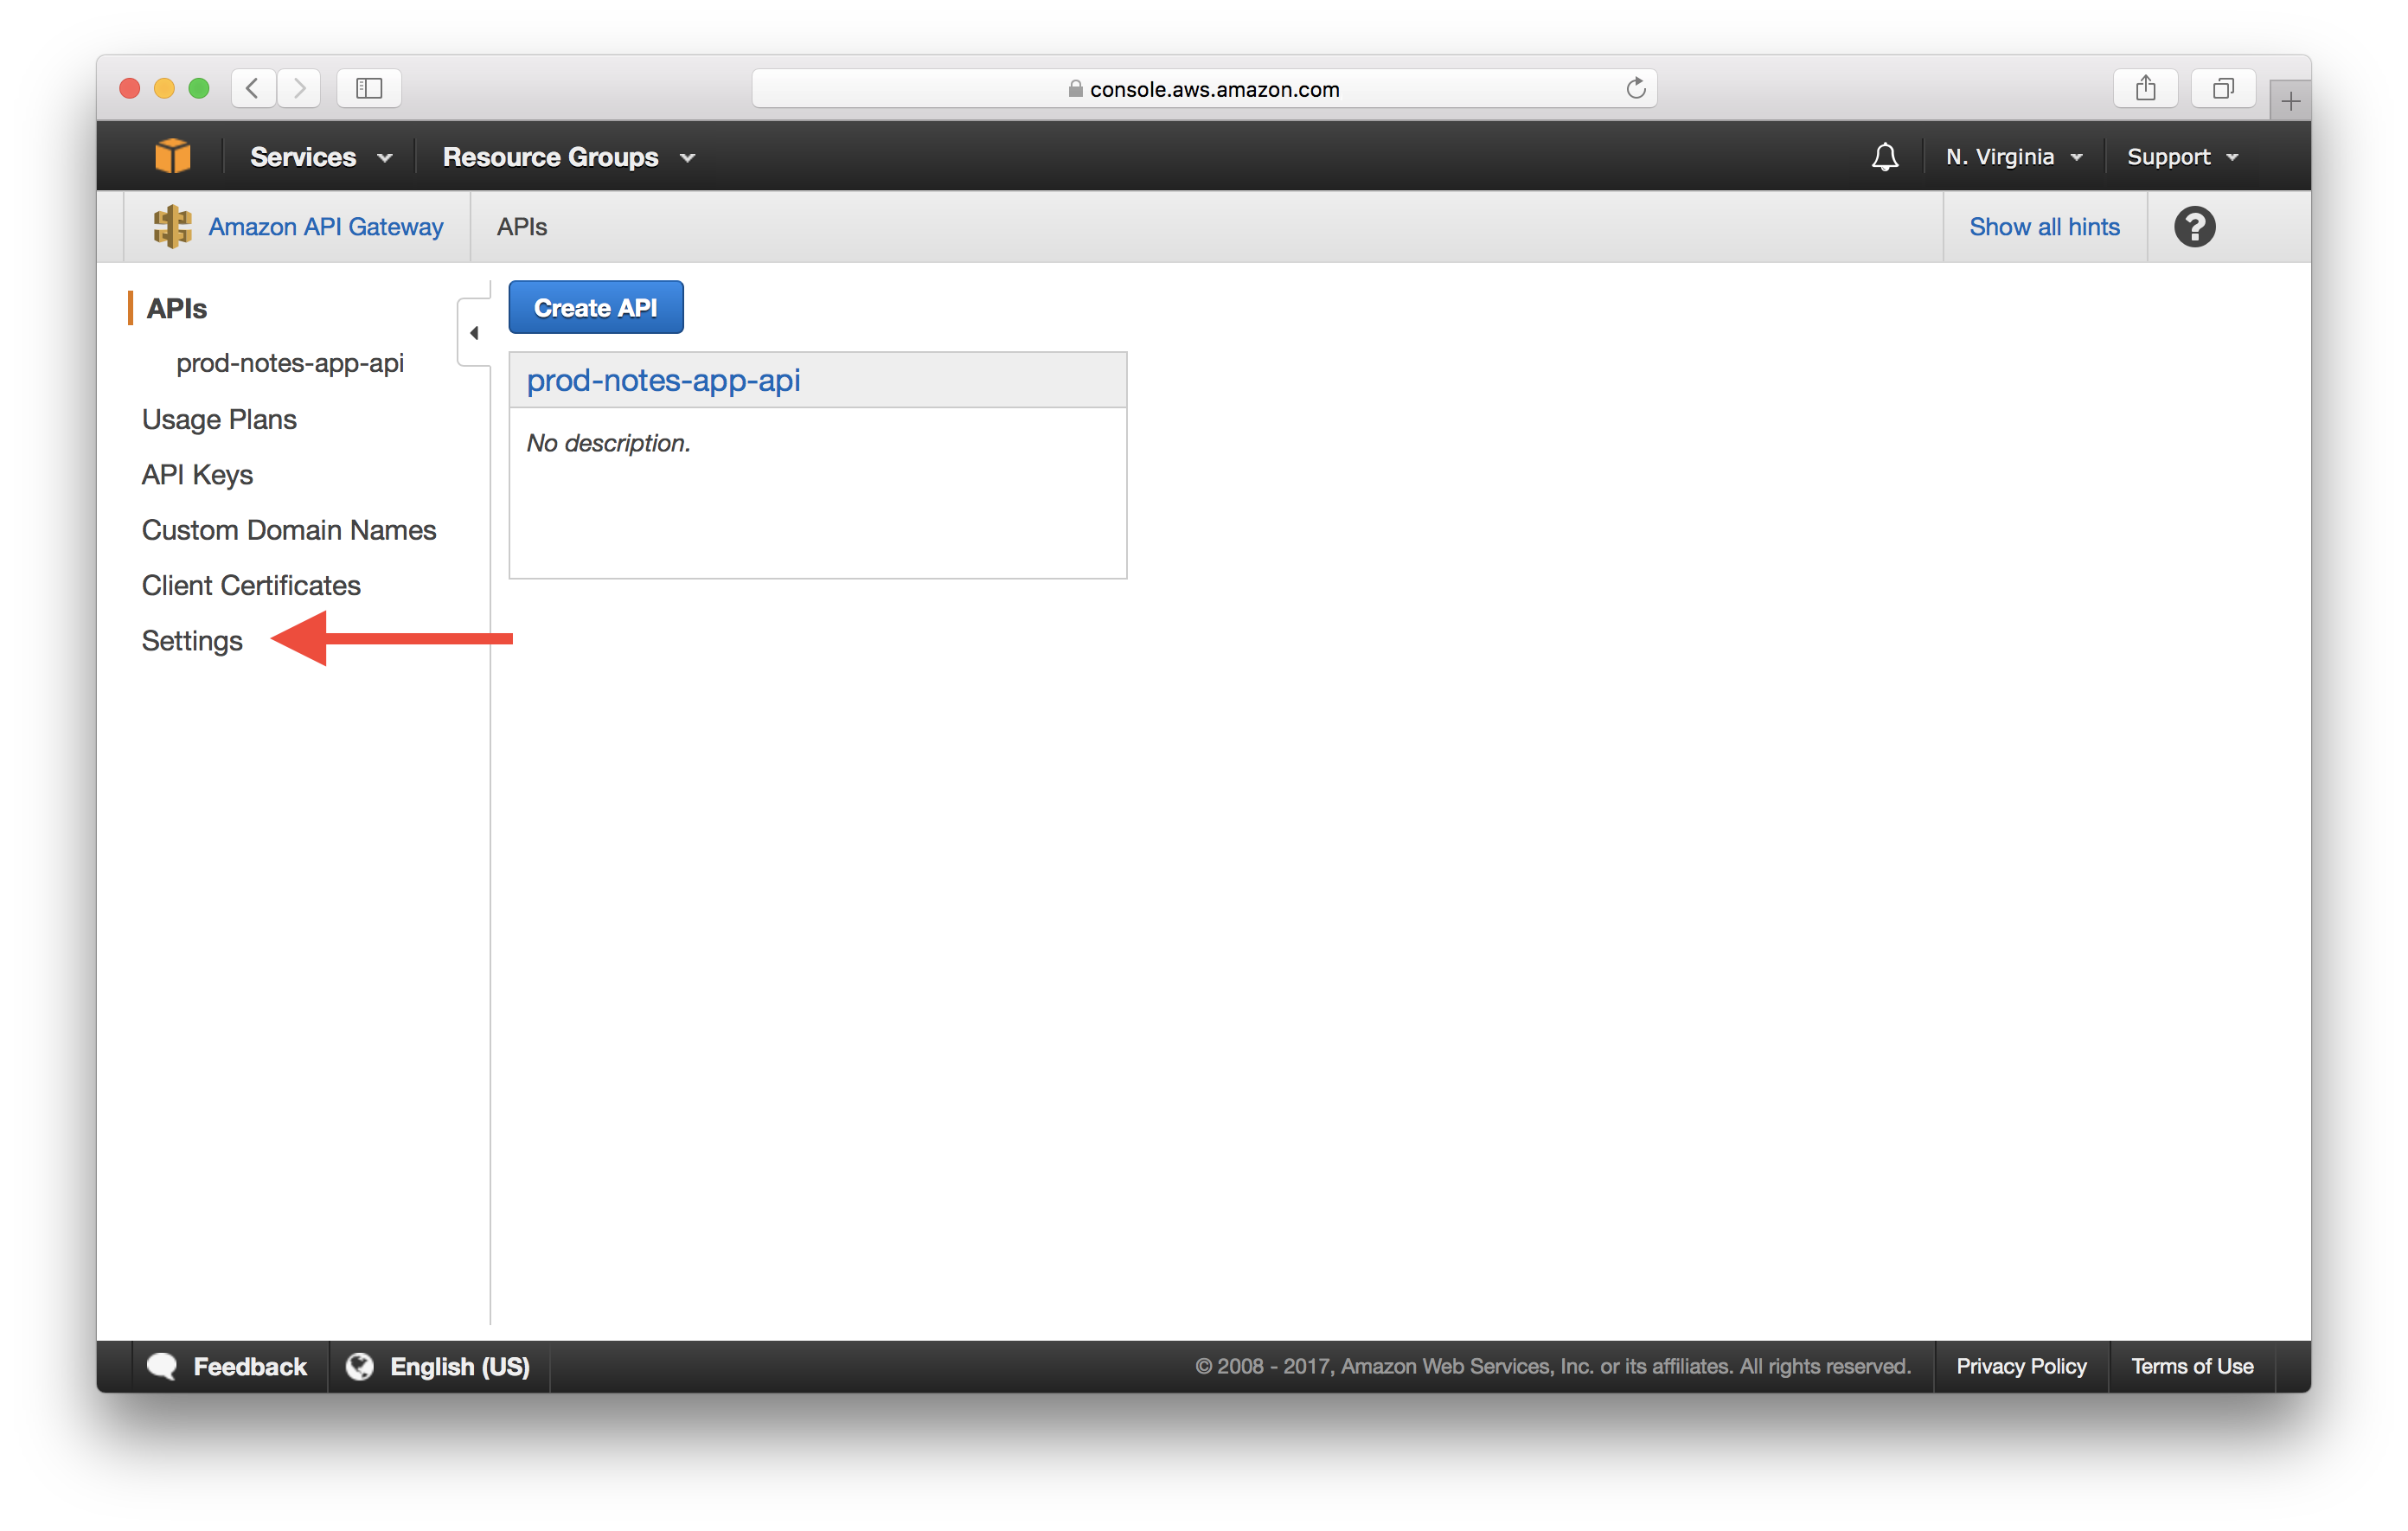 console.aws.amazon.com
Services Resource Groups N. Virginia Support
Amazon API Gateway APIs Show all hints ?
APIs
prod-notes-app-api
Usage Plans
API Keys
Custom Domain Names
Client Certificates
Settings
Create API
prod-notes-app-api
No description.
Feedback English (US) © 2008 - 2017, Amazon Web Services, Inc. or its affiliates. All rights reserved. Privacy Policy Terms of Use